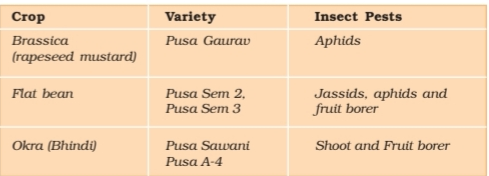 Crop Variety Insect Pests
Brassica Pusa Gaurav Aphids
(rapeseed mustard)
Flat bean Pusa Sem 2, Jassids, aphids and
Pusa Sem 3 fruit borer
Okra (Bhindi) Pusa Sawani Shoot and Fruit borer
Pusa A-4